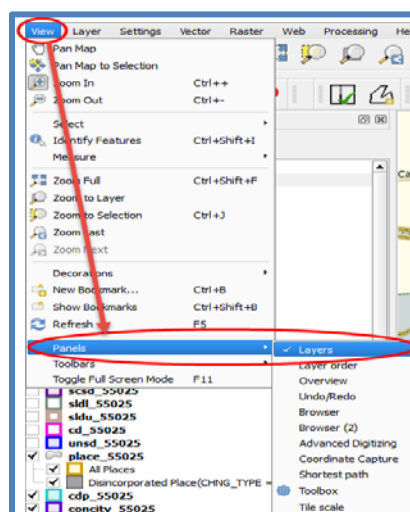 View Layer Settings Vector Raster Web Processing He
Pan Map
Pan Map to Selection
Zoom In Ctrl++
Zoom Out Ctrl+-
Select
Identify Features Ctrl+Shift+I
Measure
Zoom Full Ctrl+Shift+F
Zoom to Layer
Zoom to Selection Ctrl+J
Zoom Last
Zoom Next
Decorations
New Bookmark... Ctrl+B
Show Bookmarks Ctrl+Shift+B
Refresh F5
Panels
Toolbars
Toggle Full Screen Mode F11
Layers
Layer order
Overview
Undo/Redo
Browser
Browser (2)
Advanced Digitizing
Coordinate Capture
Shortest path
Toolbox
Tile scale
scsd_55025
sldl_55025
sldu_55025
cd_55025
unsd_55025
place_55025
All Places
Disincorporated Place(CHNG_TYPE =
cdp_55025
concity_55025
Ca